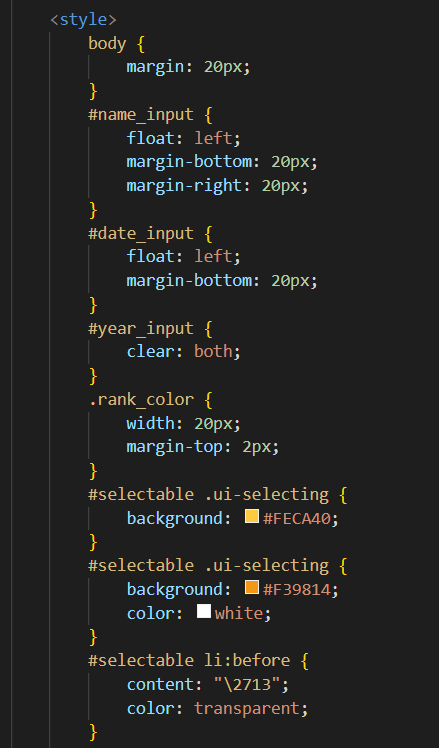 <style>
body {
margin: 20px;
}
#name_input {
float: left;
margin-bottom: 20px;
margin-right: 20px;
}
#date_input {
float: left;
margin-bottom: 20px;
}
#year_input {
clear: both;
}
.rank_color {
width: 20px;
margin-top: 2px;
}
#selectable .ui-selecting {
background: #FECA40;
}
#selectable .ui-selecting {
background: #F39814;
color: white;
}
#selectable li:before {
content: "\2713";
color: transparent;
}